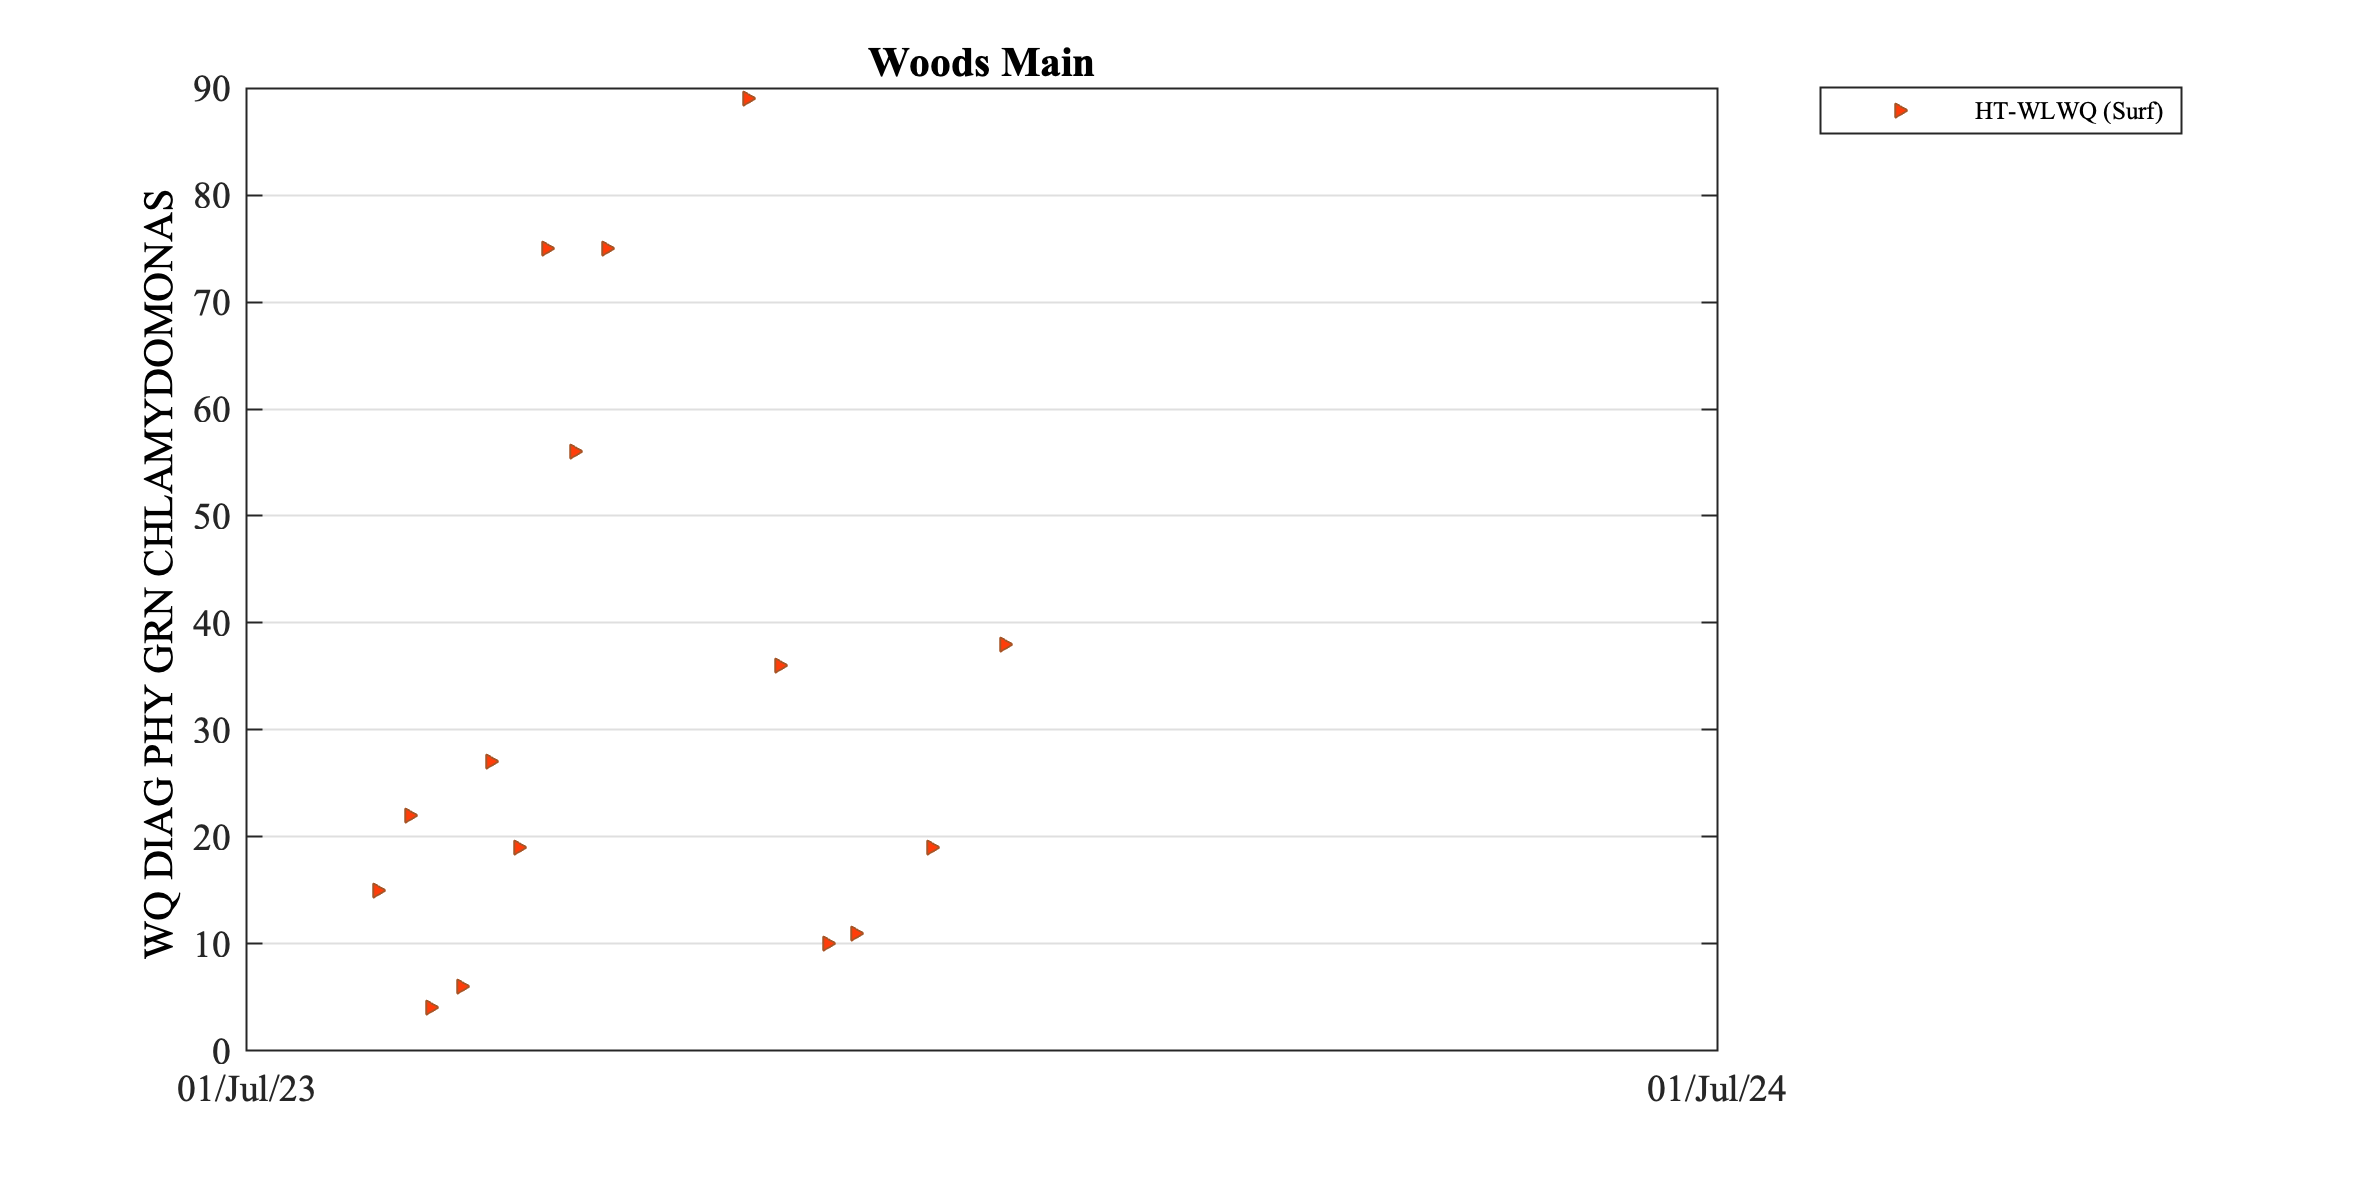 Woods Main
HT-WLWQ (Surf)
WQ DIAG PHY GRN CHLAMYDOMONAS
90
80
70
60
50
40
30
20
10
0
01/Jul/23
01/Jul/24